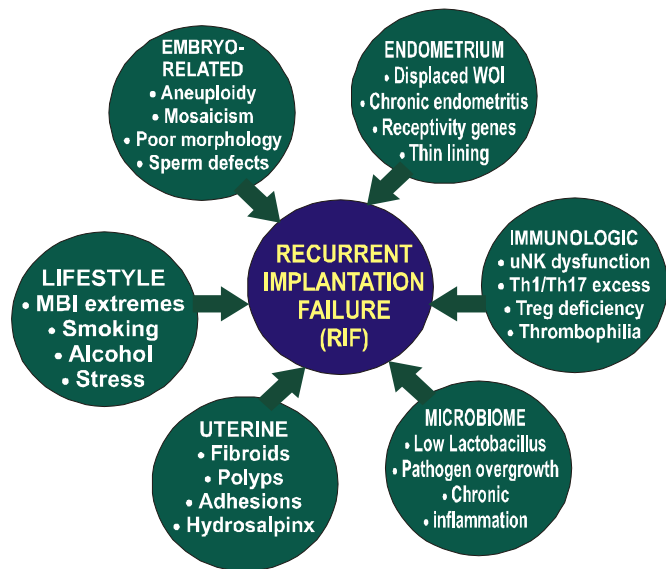 EMBRYO-
RELATED
• Aneuploidy
• Mosaicism
• Poor morphology
• Sperm defects
ENDOMETRIUM
• Displaced WOI
• Chronic endometritis
• Receptivity genes
• Thin lining
RECURRENT
IMPLANTATION
FAILURE
(RIF)
IMMUNOLOGIC
• uNK dysfunction
• Th1/Th17 excess
• Treg deficiency
• Thrombophilia
LIFESTYLE
• MBI extremes
• Smoking
• Alcohol
• Stress
UTERINE
• Fibroids
• Polyps
• Adhesions
• Hydrosalpinx
MICROBIOME
• Low Lactobacillus
• Pathogen overgrowth
• Chronic
• inflammation